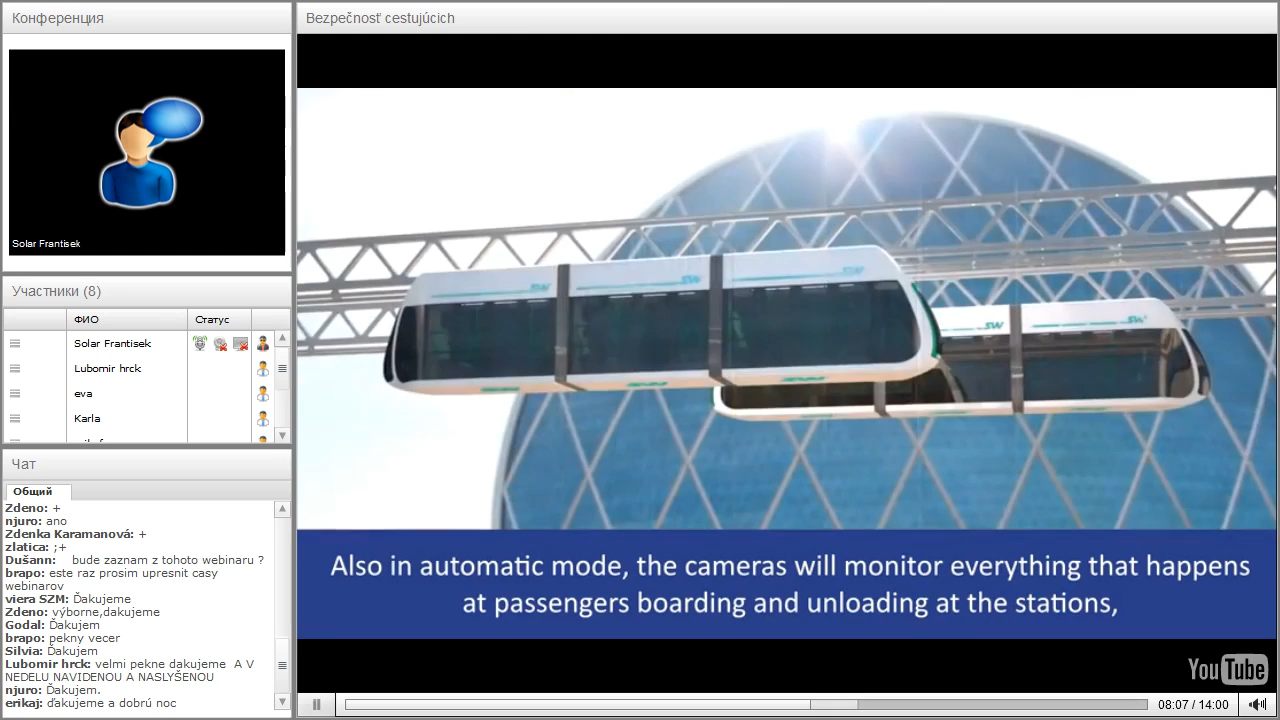 Конференция
Solar Frantisek
Участники (8)
ФИО
Статус
Solar Frantisek
Lubomir hrck
eva
Karla
Чат
Общий
Zdeno: +
njuro: ano
Zdenka Karamanová: +
zlatica: ;+
Dušann: bude zaznam z tohoto webinaru ?
brapo: este raz prosim upresnit casy
webinarov
viera SZM: Ďakujeme
Zdeno: výborne,dakujeme
Godal: Ďakujem
brapo: pekny vecer
Silvia: Ďakujem
Lubomir hrck: velmi pekne dakujeme A V
NEDELU NAVIDENOU A NASLYŠENOU
njuro: Ďakujem.
erikaj: ďakujeme a dobrú noc
Bezpečnosť cestujúcich
SW
SW
SW
SW
SW
Also in automatic mode, the cameras will monitor everything that happens
at passengers boarding and unloading at the stations,
YouTube
08:07 / 14:00